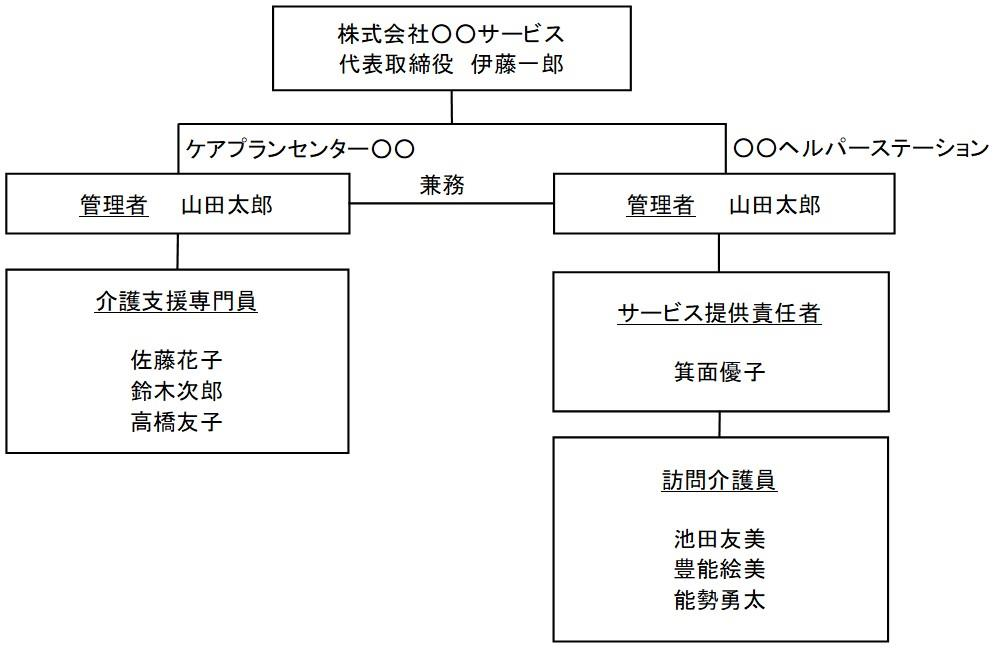 株式会社〇〇サービス
代表取締役　伊藤一郎
ケアプランセンター〇〇
〇〇ヘルパーステーション
管理者　山田太郎
兼務
管理者　山田太郎
介護支援専門員
佐藤花子
鈴木次郎
高橋友子
サービス提供責任者
箕面優子
訪問介護員
池田友美
豊能絵美
能勢勇太